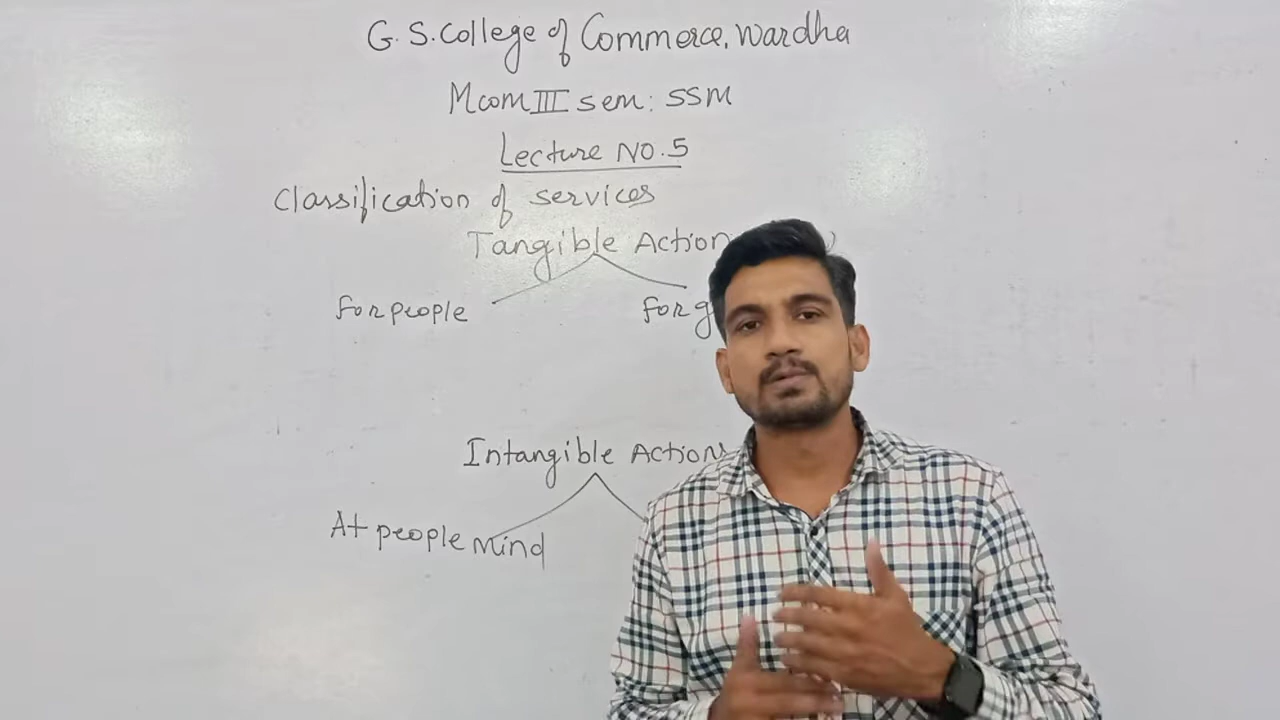 G. S. College of Commerce, Wardha
Mcom III sem: SSM
Lecture No. 5
Classification of services
Tangible Action
for people for g
Intangible Actions
At people Mind